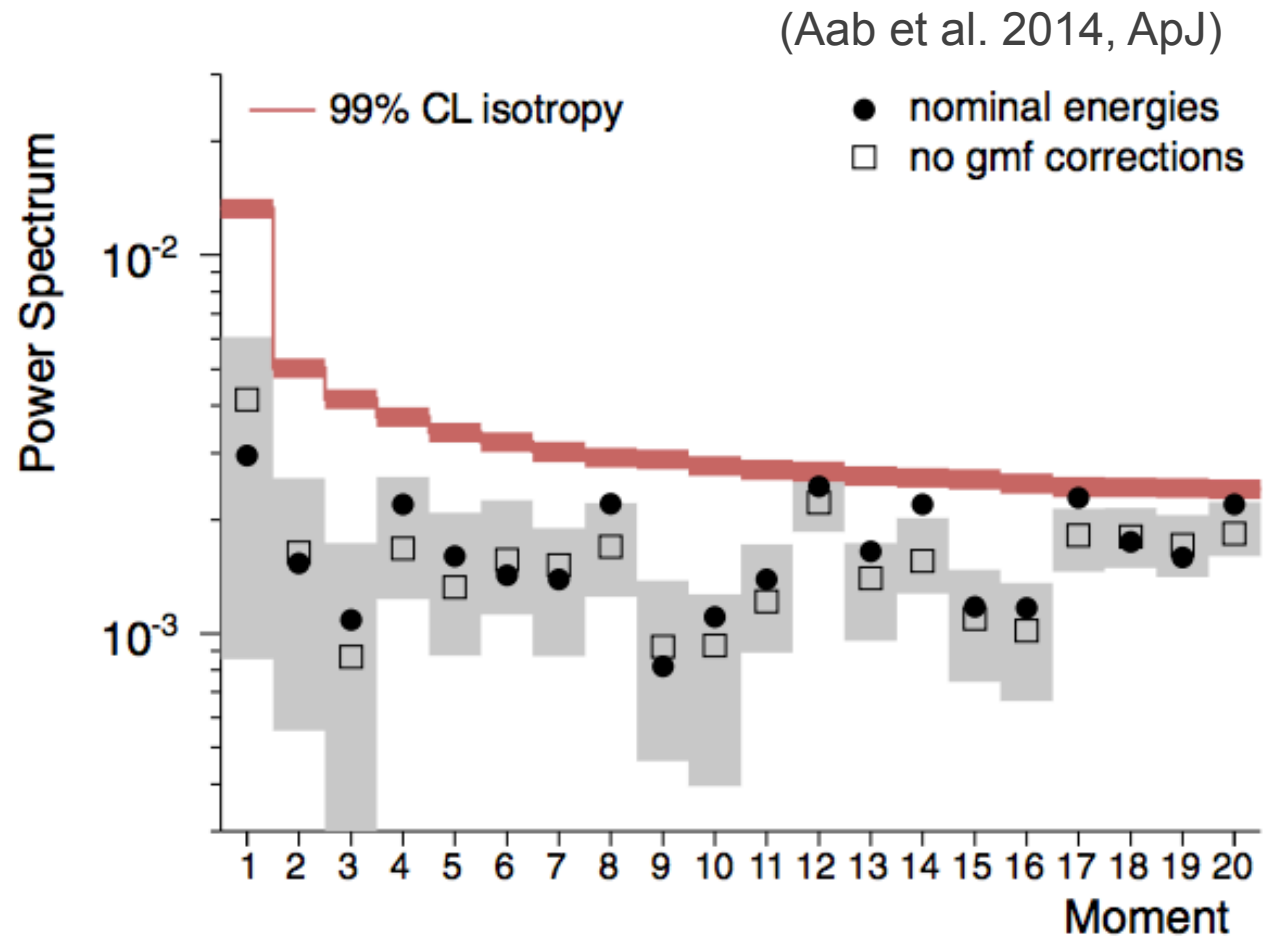 (Aab et al. 2014, ApJ)
99% CL isotropy
nominal energies
no gmf corrections
Power Spectrum
10-2
10-3
1 2 3 4 5 6 7 8 9 10 11 12 13 14 15 16 17 18 19 20
Moment